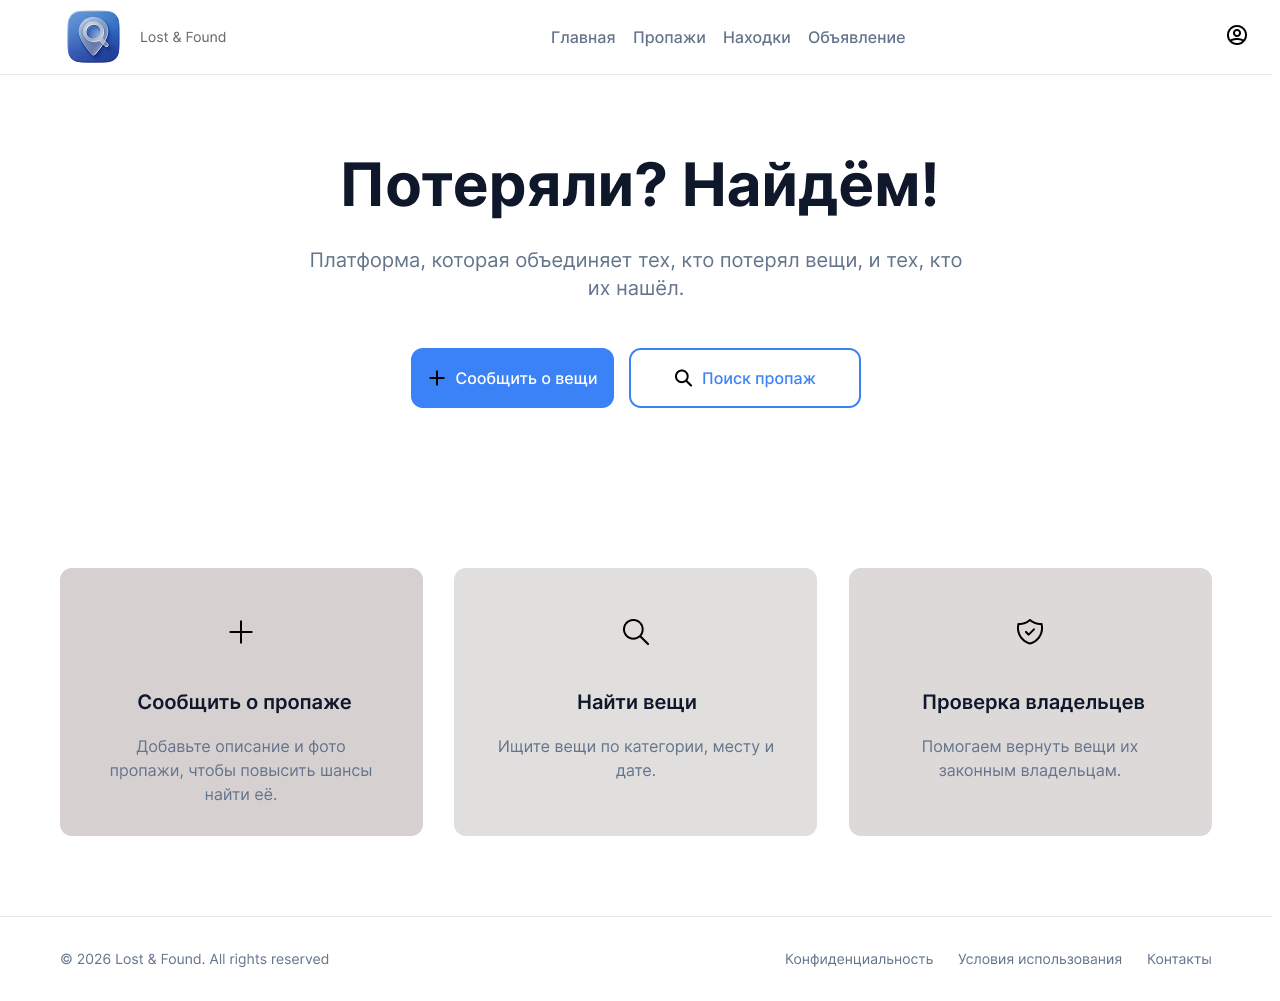 Lost & Found
Главная Пропажи Находки Объявление
Потеряли? Найдём!
Платформа, которая объединяет тех, кто потерял вещи, и тех, кто
их нашёл.
Сообщить о вещи
Поиск пропаж
Сообщить о пропаже
Добавьте описание и фото
пропажи, чтобы повысить шансы
найти её.
Найти вещи
Ищите вещи по категории, месту и
дате.
Проверка владельцев
Помогаем вернуть вещи их
законным владельцам.
© 2026 Lost & Found. All rights reserved
Конфиденциальность Условия использования Контакты